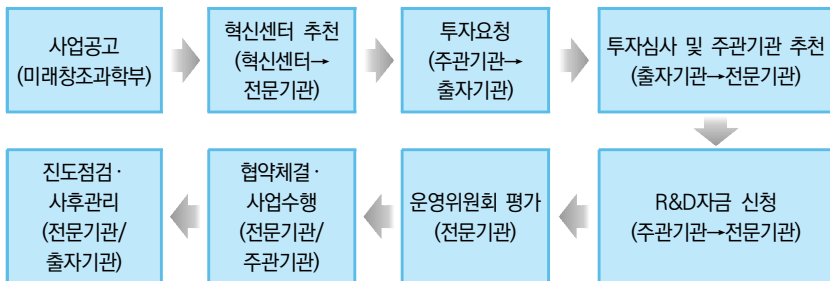 사업공고
(미래창조과학부)
혁신센터 추천
(혁신센터→
전문기관)
투자요청
(주관기관→
출자기관)
투자심사 및 주관기관 추천
(출자기관→전문기관)
R&D자금 신청
(주관기관→전문기관)
운영위원회 평가
(전문기관)
협약체결·
사업수행
(전문기관/
주관기관)
진도점검·
사후관리
(전문기관/
출자기관)